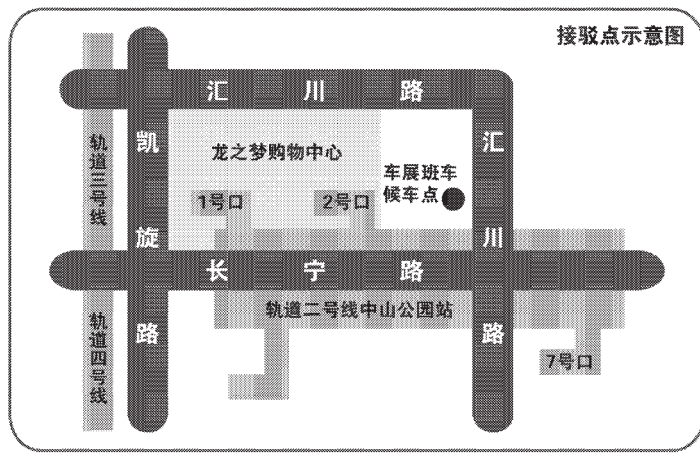 接驳点示意图
汇川路
凯旋路
汇川路
轨道三号线
轨道四号线
龙之梦购物中心
车展班车
候车点
1号口
2号口
长宁路
轨道二号线中山公园站
7号口